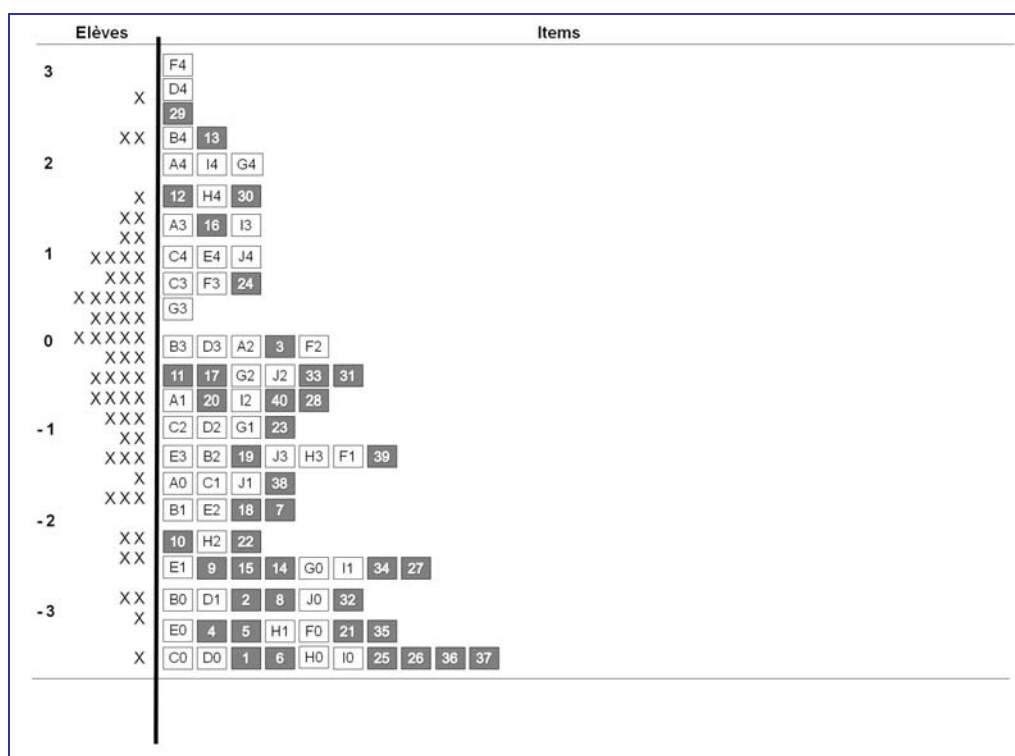 Elèves Items
F4
3
D4
X
29
XX B4 13
2 A4 I4 G4
X 12 H4 30
XX
A3 16 I3
XX
1 XXXX C4 E4 J4
XXX C3 F3 24
XXXXX
G3
XXXX
0 XXXXX
B3 D3 A2 3 F2
XXX
XXXX 11 17 G2 J2 33 31
XXXX A1 20 I2 40 28
XXX
-1 C2 D2 G1 23
XX
XXX E3 B2 19 J3 H3 F1 39
X A0 C1 J1 38
XXX
B1 E2 18 7
-2
XX 10 H2 22
XX
E1 9 15 14 G0 I1 34 27
XX B0 D1 2 8 J0 32
-3
X
E0 4 5 H1 F0 21 35
X C0 D0 1 6 H0 I0 25 26 36 37